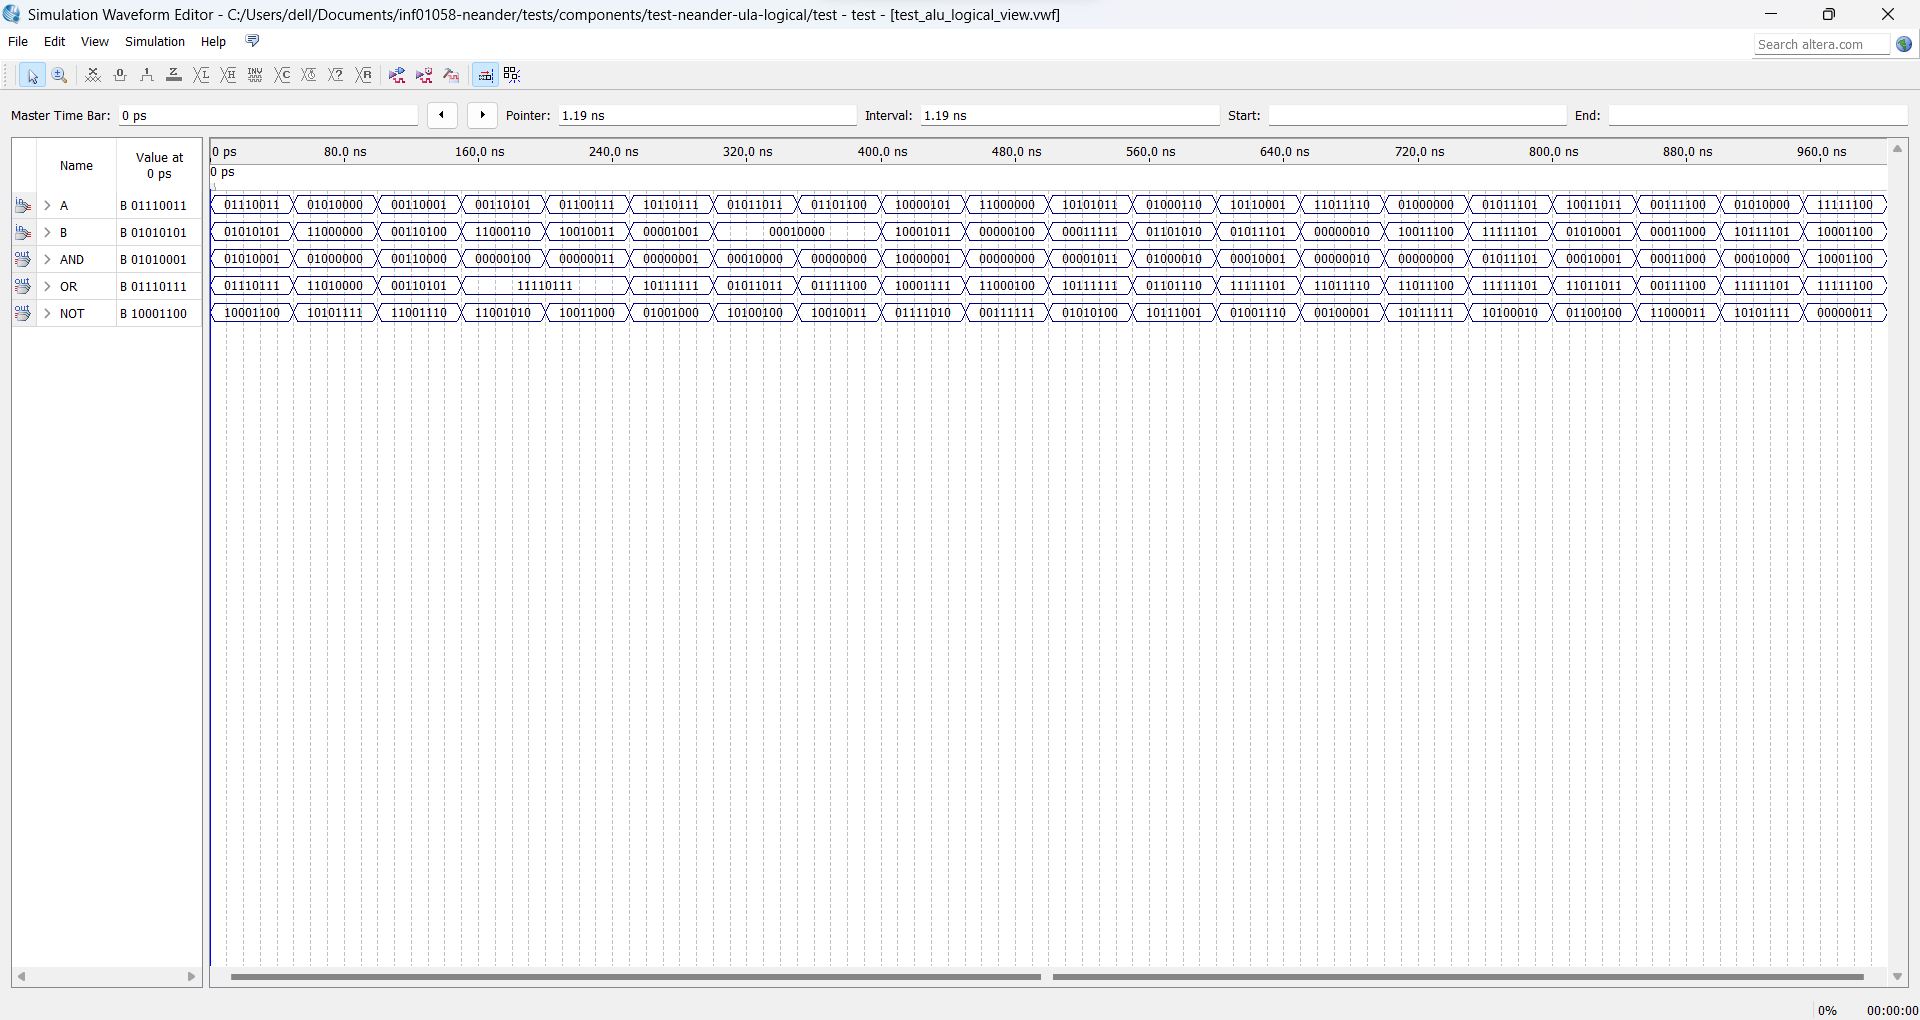 Simulation Waveform Editor - C:/Users/dell/Documents/inf01058-neander/tests/components/test-neander-ula-logical/test - test - [test_alu_logical_view.vwf]
File Edit View Simulation Help
Search altera.com
Master Time Bar: 0 ps Pointer: 1.19 ns Interval: 1.19 ns Start: End:
Name Value at 0 ps
0 ps 80.0 ns 160.0 ns 240.0 ns 320.0 ns 400.0 ns 480.0 ns 560.0 ns 640.0 ns 720.0 ns 800.0 ns 880.0 ns 960.0 ns
0 ps
A B 01110011 01110011 01010000 00110001 00110101 01100111 10110111 01011011 01101100 10000101 11000000 10101011 01000110 10110001 11011110 01000000 01011101 10011011 00111100 01010000 11111100
B B 01010101 01010101 11000000 00110100 11000110 10010011 00001001 00010000 10001011 00000100 00011111 01101010 01011101 00000010 10011100 11111101 01010001 00011000 10111101 10001100
AND B 01010001 01010001 01000000 00110000 00000100 00000011 00000001 00010000 00000000 10000001 00000000 00001011 01000010 00010001 00000010 00000000 01011101 00010001 00011000 00010000 10001100
OR B 01110111 01110111 11010000 00110101 11110111 10111111 01011011 01111100 10001111 11000100 10111111 01101110 11111101 11011110 11011100 11111101 11011011 00111100 11111101 11111100
NOT B 10001100 10001100 10101111 11001110 11001010 10011000 01001000 10100100 10010011 01111010 00111111 01010100 10111001 01001110 00100001 10111111 10100010 01100100 11000011 10101111 00000011
0% 00:00:00